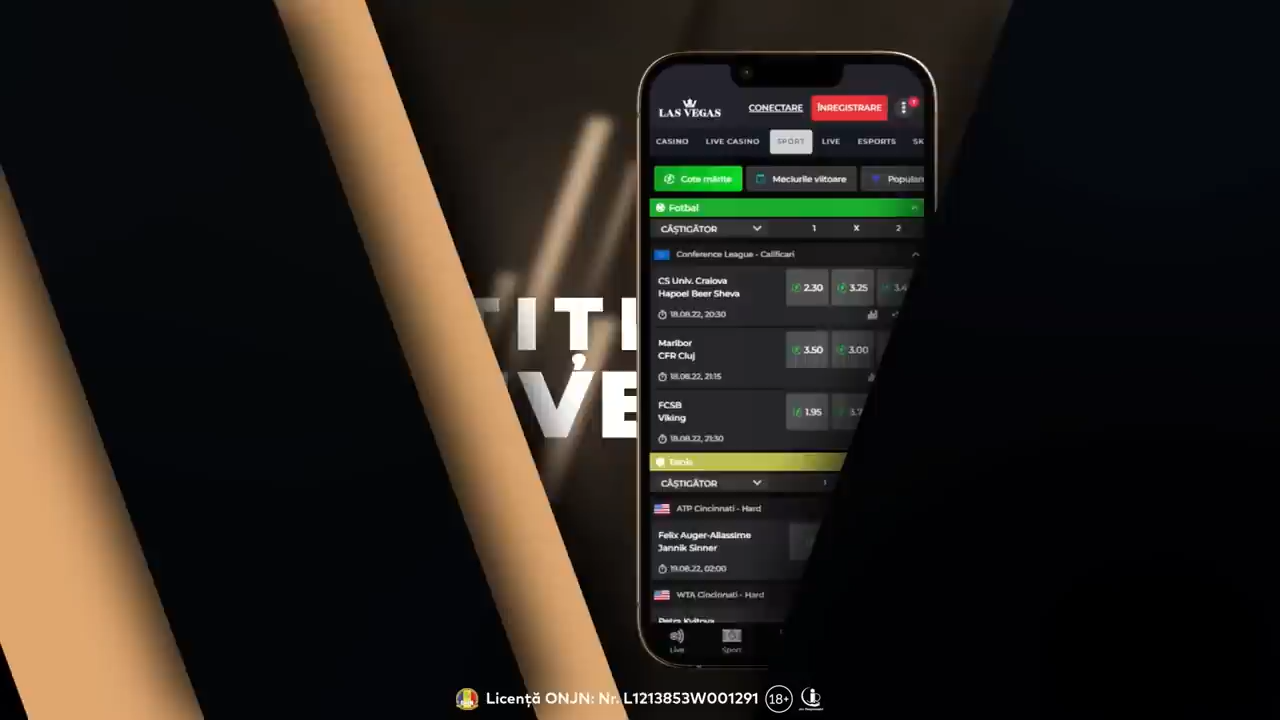 LAS VEGAS
CONECTARE
ÎNREGISTRARE
CASINO LIVE CASINO SPORT LIVE ESPORTS
Cote mărite
Meciurile viitoare
Fotbal
CÂȘTIGĂTOR 1 X 2
Conference League - Calificari
CS Univ. Craiova
Hapoel Beer Sheva
2.30 3.25
18.08.22, 20:30
Maribor
CFR Cluj
3.50 3.00
18.08.22, 21:15
FCSB
Viking
1.95
18.08.22, 21:30
Tenis
CÂȘTIGĂTOR
ATP Cincinnati - Hard
Felix Auger-Aliassime
Jannik Sinner
19.08.22, 02:00
WTA Cincinnati - Hard
Petra Kvitova
Live Sport
Licență ONJN: Nr. L1213853W001291 18+